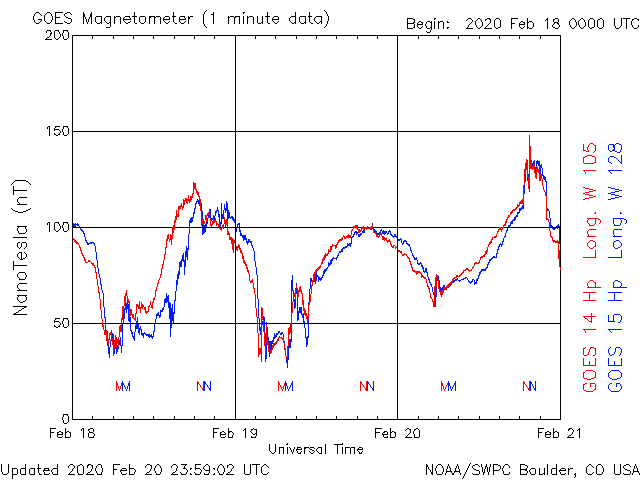 GOES Magnetometer (1 minute data)
Begin: 2020 Feb 18 0000 UTC
200
150
100
50
0
NanoTesla (nT)
M M N N M M N N M M N N
Feb 18 Feb 19 Feb 20 Feb 21
Universal Time
GOES 14 Hp Long. W 105
GOES 15 Hp Long. W 128
Updated 2020 Feb 20 23:59:02 UTC
NOAA/SWPC Boulder, CO USA